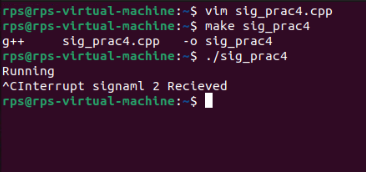 rps@rps-virtual-machine:~$ vim sig_prac4.cpp
rps@rps-virtual-machine:~$ make sig_prac4
g++     sig_prac4.cpp   -o sig_prac4
rps@rps-virtual-machine:~$ ./sig_prac4
Running
^CInterrupt signaml 2 Recieved
rps@rps-virtual-machine:~$